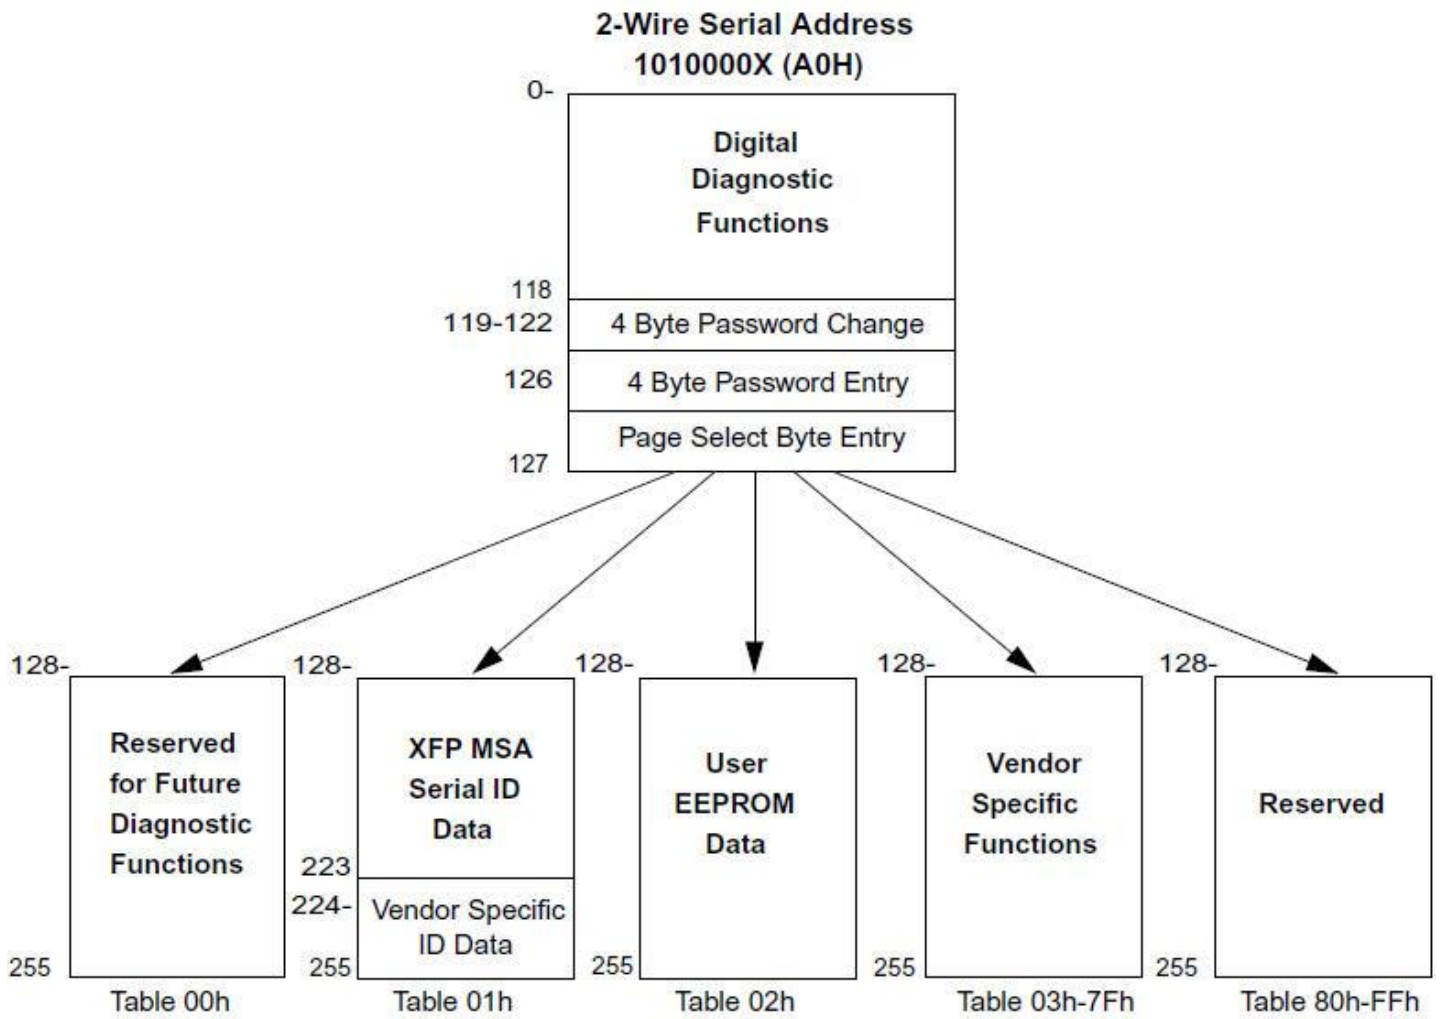 2-Wire Serial Address
1010000X (A0H)
0-
Digital
Diagnostic
Functions
118
119-122
4 Byte Password Change
126
4 Byte Password Entry
Page Select Byte Entry
127
128-
128-
128-
128-
128-
Reserved
for Future
Diagnostic
Functions
255
Table 00h
XFP MSA
Serial ID
Data
223
224-
Vendor Specific
ID Data
255
Table 01h
User
EEPROM
Data
255
Table 02h
Vendor
Specific
Functions
255
Table 03h-7Fh
Reserved
255
Table 80h-FFh